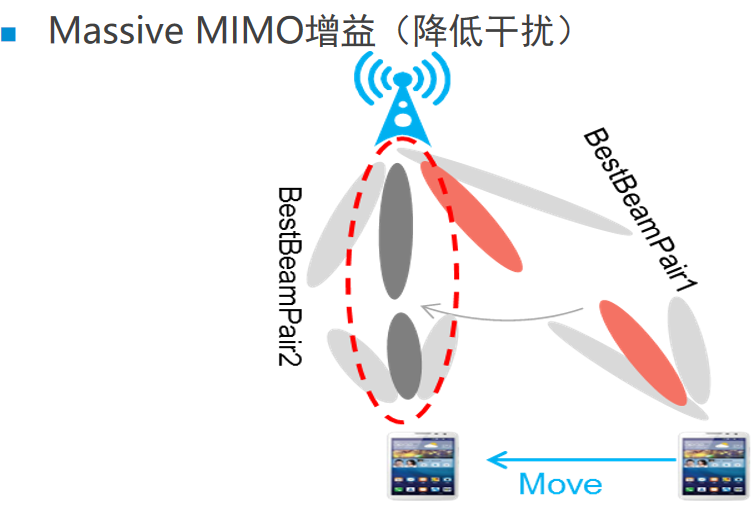 Massive MIMO增益（降低干扰）
BestBeamPair1
BestBeamPair2
Move